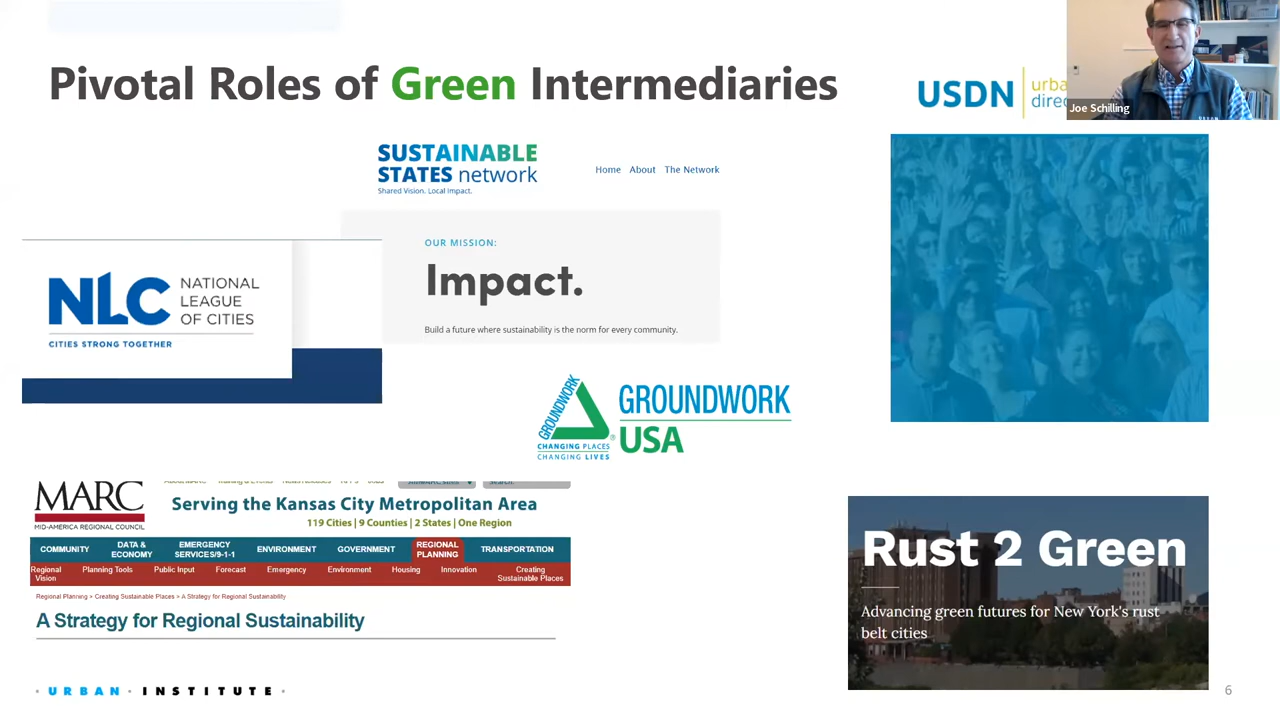 Pivotal Roles of Green Intermediaries
USDN
Joe Schilling
SUSTAINABLE
STATES network
Shared Vision. Local Impact.
Home About The Network
OUR MISSION:
Impact.
Build a future where sustainability is the norm for every community.
NLC
NATIONAL
LEAGUE
OF CITIES
CITIES STRONG TOGETHER
GROUNDWORK
CHANGING PLACES
CHANGING LIVES
GROUNDWORK
USA
MARC
MID-AMERICA REGIONAL COUNCIL
Serving the Kansas City Metropolitan Area
119 Cities | 9 Counties | 2 States | One Region
COMMUNITY DATA & ECONOMY EMERGENCY SERVICES/9-1-1 ENVIRONMENT GOVERNMENT REGIONAL PLANNING TRANSPORTATION
Regional Vision Planning Tools Public Input Forecast Emergency Environment Housing Innovation Creating Sustainable Places
Regional Planning > Creating Sustainable Places > A Strategy for Regional Sustainability
A Strategy for Regional Sustainability
Rust 2 Green
Advancing green futures for New York's rust
belt cities
URBAN · INSTITUTE
6